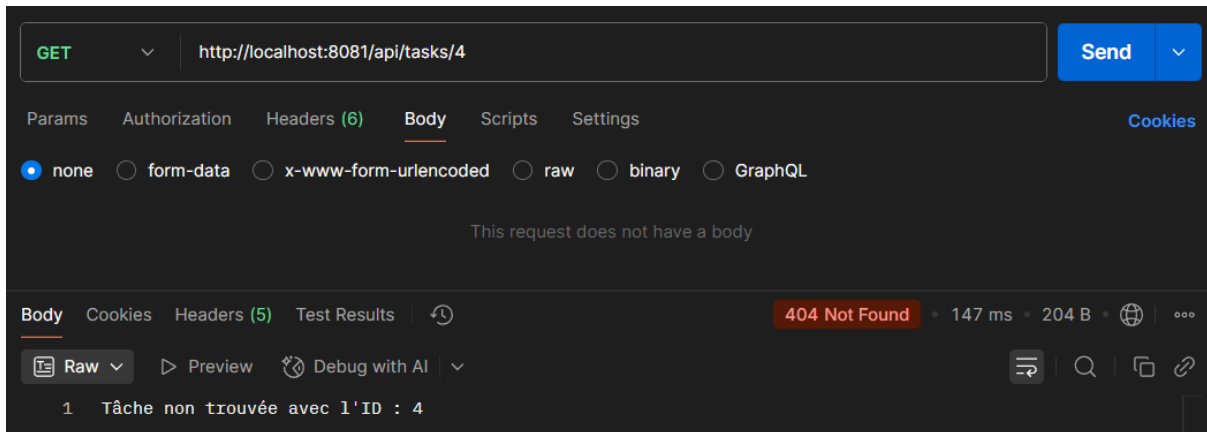 GET http://localhost:8081/api/tasks/4 Send
Params Authorization Headers (6) Body Scripts Settings Cookies
none form-data x-www-form-urlencoded raw binary GraphQL
This request does not have a body
Body Cookies Headers (5) Test Results 404 Not Found • 147 ms • 204 B
Raw Preview Debug with AI
1 Tâche non trouvée avec l'ID : 4